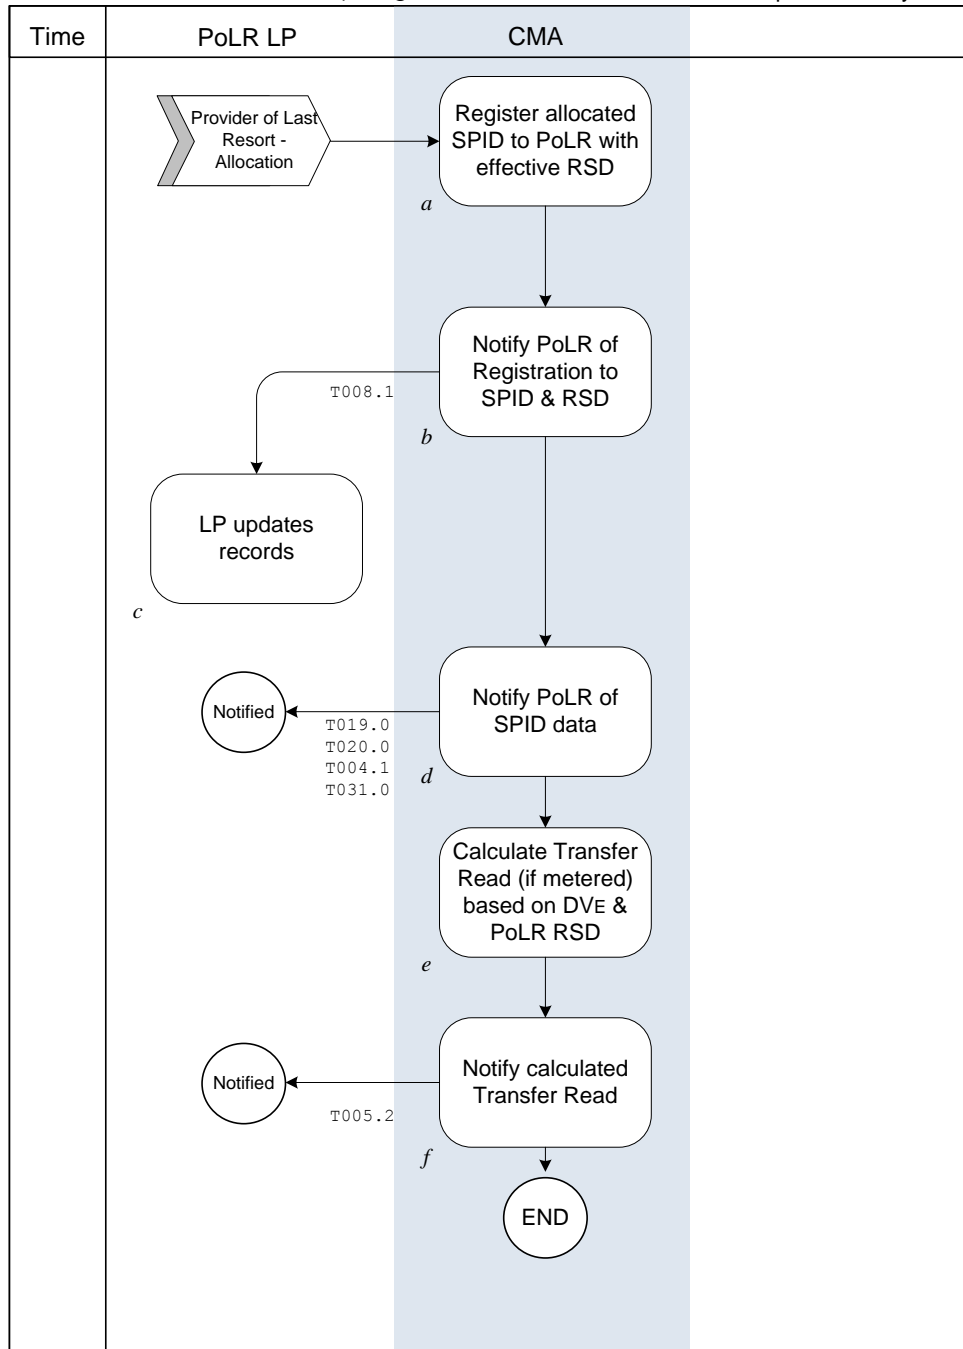 Time
PoLR LP
CMA
Provider of Last
Resort -
Allocation
Register allocated
SPID to PoLR with
effective RSD
a
Notify PoLR of
Registration to
SPID & RSD
T008.1
b
LP updates
records
c
Notify PoLR of
SPID data
Notified
T019.0
T020.0
T004.1
T031.0
d
Calculate Transfer
Read (if metered)
based on DVE &
PoLR RSD
e
Notify calculated
Transfer Read
Notified
T005.2
f
END